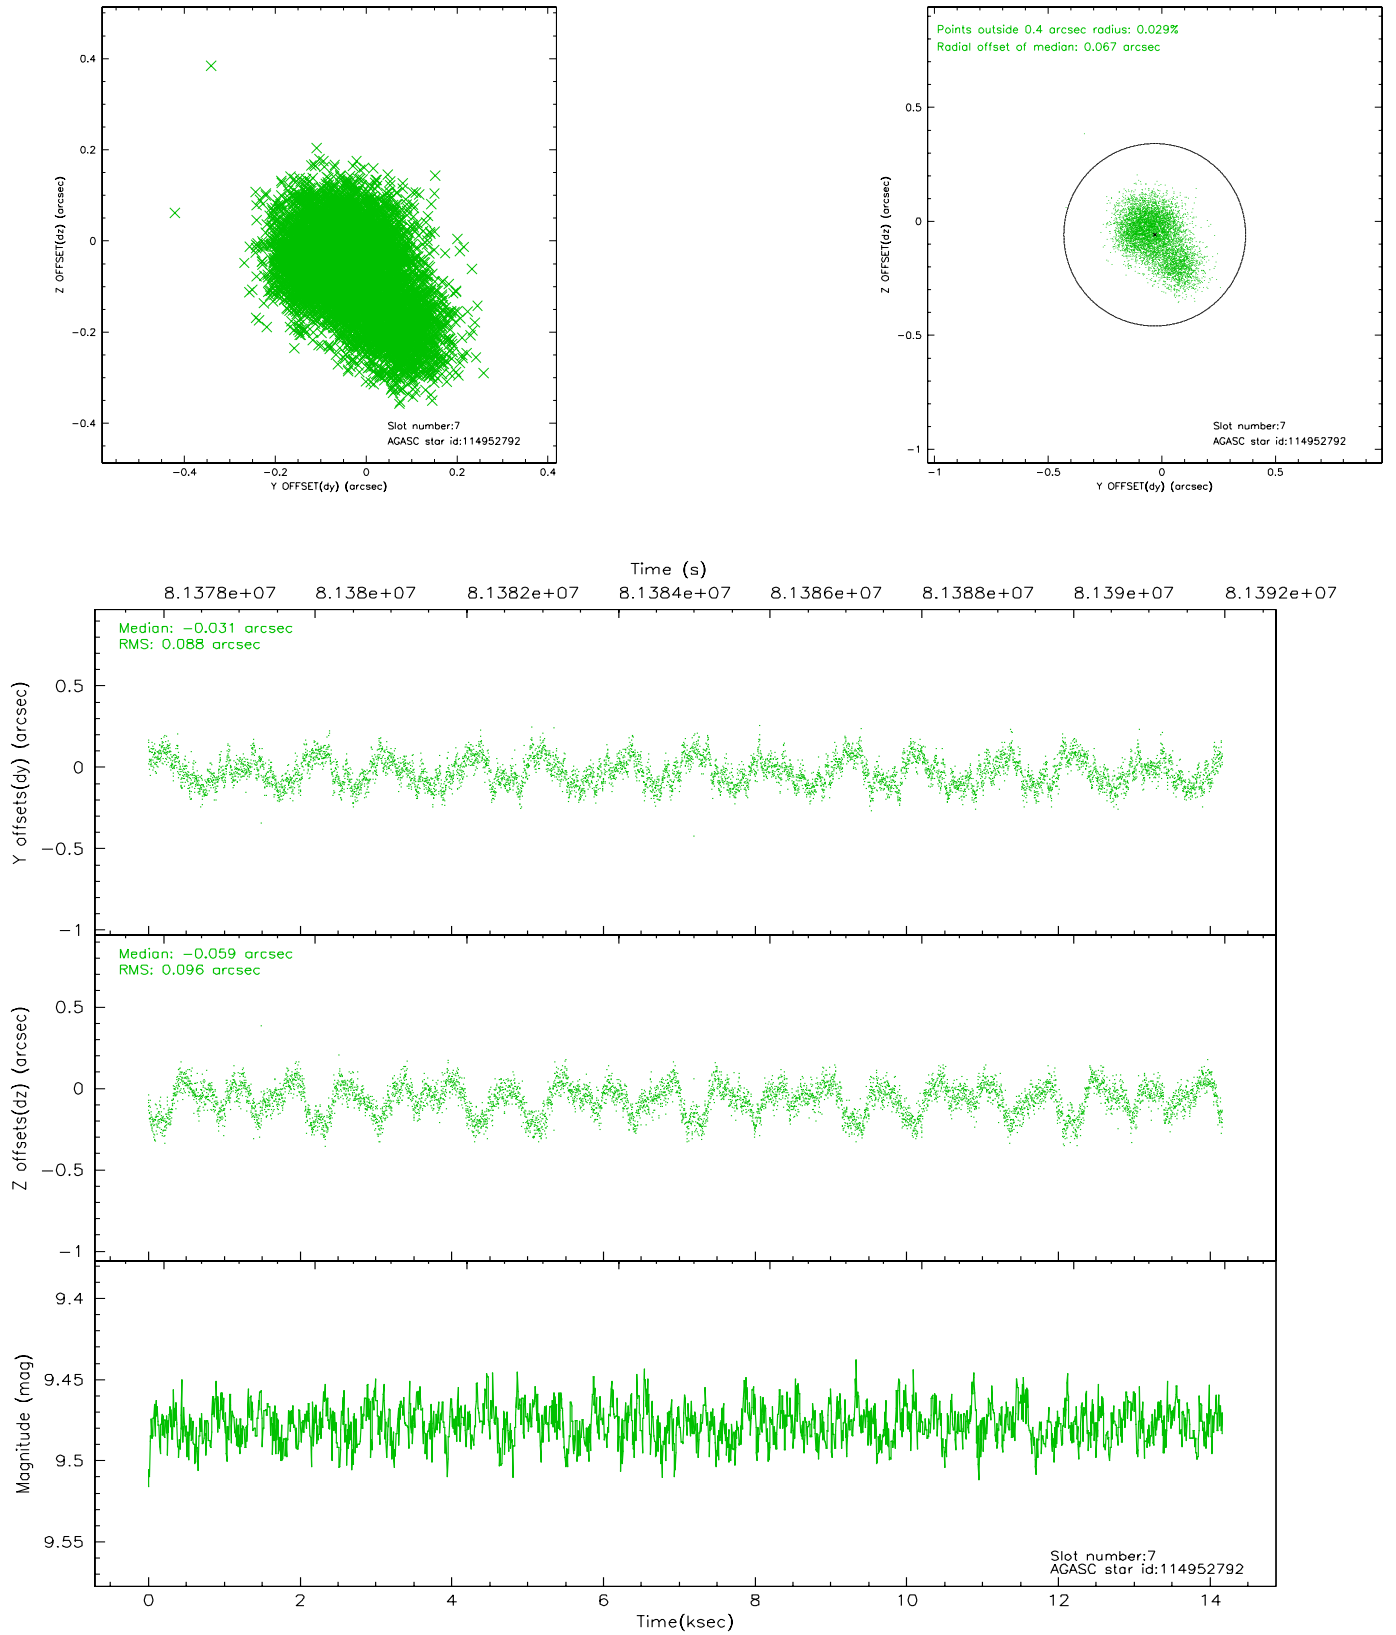 0.4
0.2
0
-0.2
-0.4
Z OFFSET(dz) (arcsec)
Slot number:7
AGASC star id:114952792
-0.4 -0.2 0 0.2 0.4
Y OFFSET(dy) (arcsec)
Points outside 0.4 arcsec radius: 0.029%
Radial offset of median: 0.067 arcsec
0.5
0
-0.5
-1
Z OFFSET(dz) (arcsec)
Slot number:7
AGASC star id:114952792
-1 -0.5 0 0.5
Y OFFSET(dy) (arcsec)
Time (s)
8.1378e+07 8.138e+07 8.1382e+07 8.1384e+07 8.1386e+07 8.1388e+07 8.139e+07 8.1392e+07
Median: -0.031 arcsec
RMS: 0.088 arcsec
0.5
0
-0.5
-1
Y offsets(dy) (arcsec)
Median: -0.059 arcsec
RMS: 0.096 arcsec
0.5
0
-0.5
-1
Z offsets(dz) (arcsec)
9.4
9.45
9.5
9.55
Magnitude (mag)
Slot number:7
AGASC star id:114952792
0 2 4 6 8 10 12 14
Time(ksec)